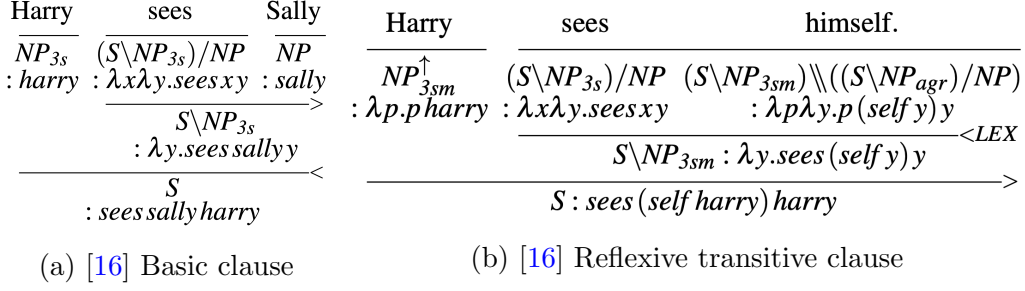 Harry sees Sally
NP3s (S\NP3s)/NP NP
: harry : λxλy.sees x y : sally
>
S\NP3s
: λy.sees sally y
<
S
: sees sally harry
(a) [16] Basic clause
Harry sees himself.
NP↑3sm (S\NP3s)/NP (S\NP3sm)\\((S\NPagr)/NP)
: λp.p harry : λxλy.sees x y : λpλy.p (self y) y
<LEX
S\NP3sm : λy.sees (self y) y
>
S : sees (self harry) harry
(b) [16] Reflexive transitive clause